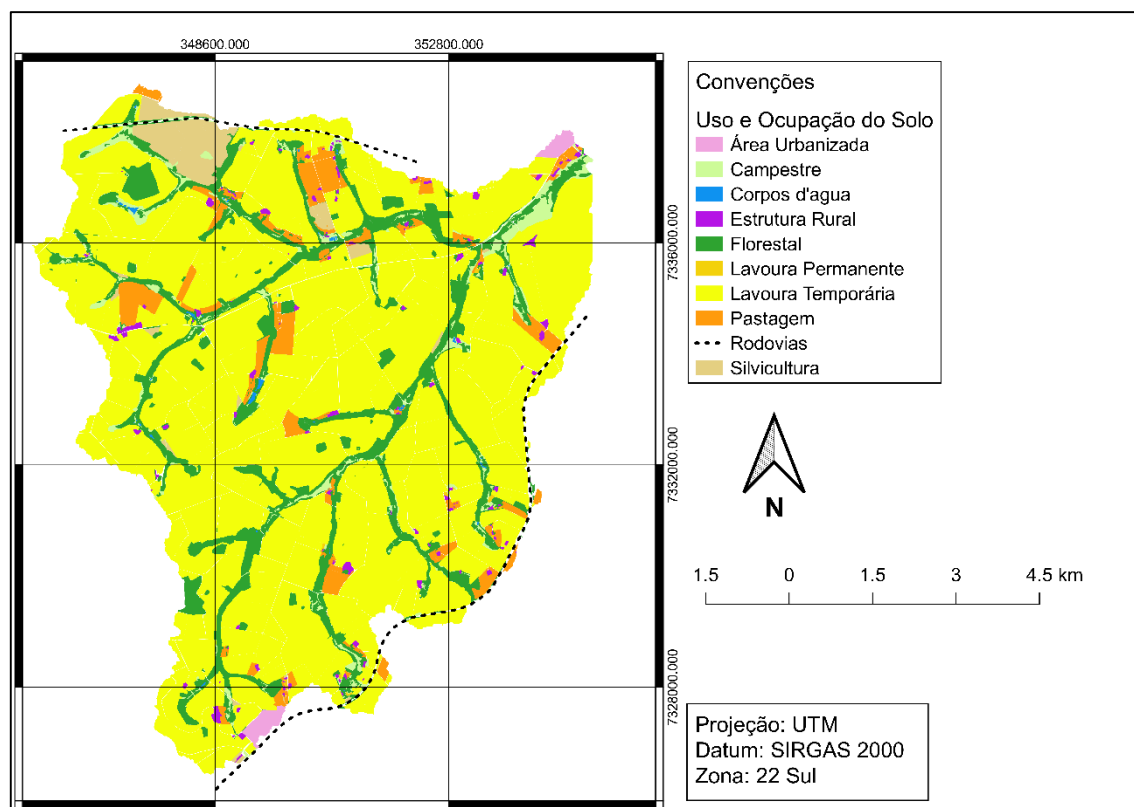 348600.000
352800.000
Convenções
Uso e Ocupação do Solo
Área Urbanizada
Campestre
Corpos d'agua
Estrutura Rural
Florestal
Lavoura Permanente
Lavoura Temporária
Pastagem
Rodovias
Silvicultura
7336000.000
7332000.000
7328000.000
N
1.5 0 1.5 3 4.5 km
Projeção: UTM
Datum: SIRGAS 2000
Zona: 22 Sul